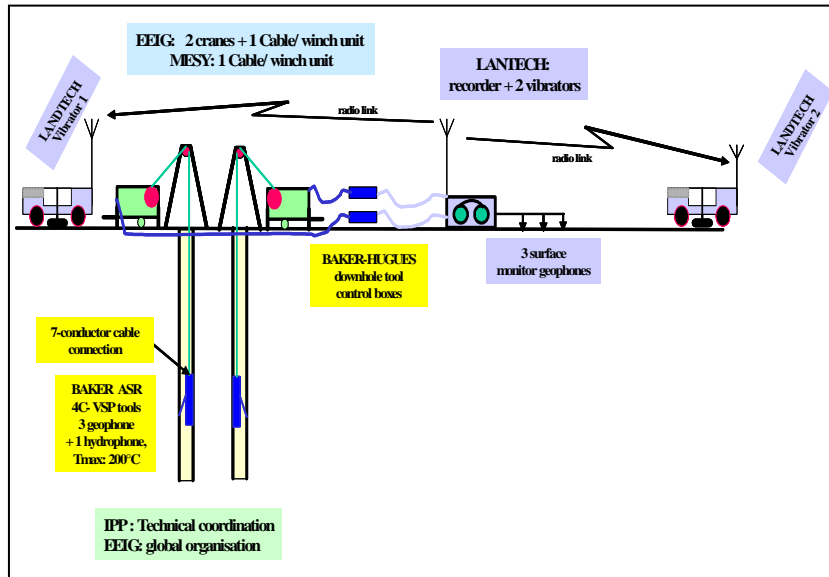 EEIG: 2 cranes + 1 Cable/ winch unit
MESY: 1 Cable/ winch unit
LANTECH:
recorder + 2 vibrators
LANDTECH
Vibrator 1
LANDTECH
Vibrator 2
radio link
radio link
BAKER-HUGUES
downhole tool
control boxes
3 surface
monitor geophones
7-conductor cable
connection
BAKER ASR
4C- VSP tools
3 geophone
+ 1 hydrophone,
Tmax: 200°C
IPP : Technical coordination
EEIG: global organisation